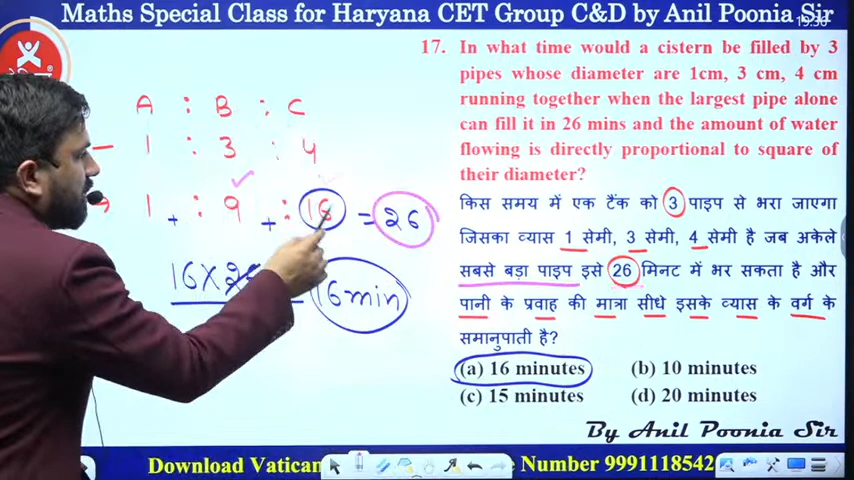 Maths Special Class for Haryana CET Group C&D by Anil Poonia Sir
19:36
17. In what time would a cistern be filled by 3
pipes whose diameter are 1cm, 3 cm, 4 cm
running together when the largest pipe alone
can fill it in 26 mins and the amount of water
flowing is directly proportional to square of
their diameter?
किस समय में एक टैंक को 3 पाइप से भरा जाएगा
जिसका व्यास 1 सेमी, 3 सेमी, 4 सेमी है जब अकेले
सबसे बड़ा पाइप इसे 26 मिनट में भर सकता है और
पानी के प्रवाह की मात्रा सीधे इसके व्यास के वर्ग के
समानुपाती है?
(a) 16 minutes (b) 10 minutes
(c) 15 minutes (d) 20 minutes
By Anil Poonia Sir
A : B : C
1 : 3 : 4
1 + : 9 + : 16 = 26
16 X 16 min
Download Vatican
Number 9991118542